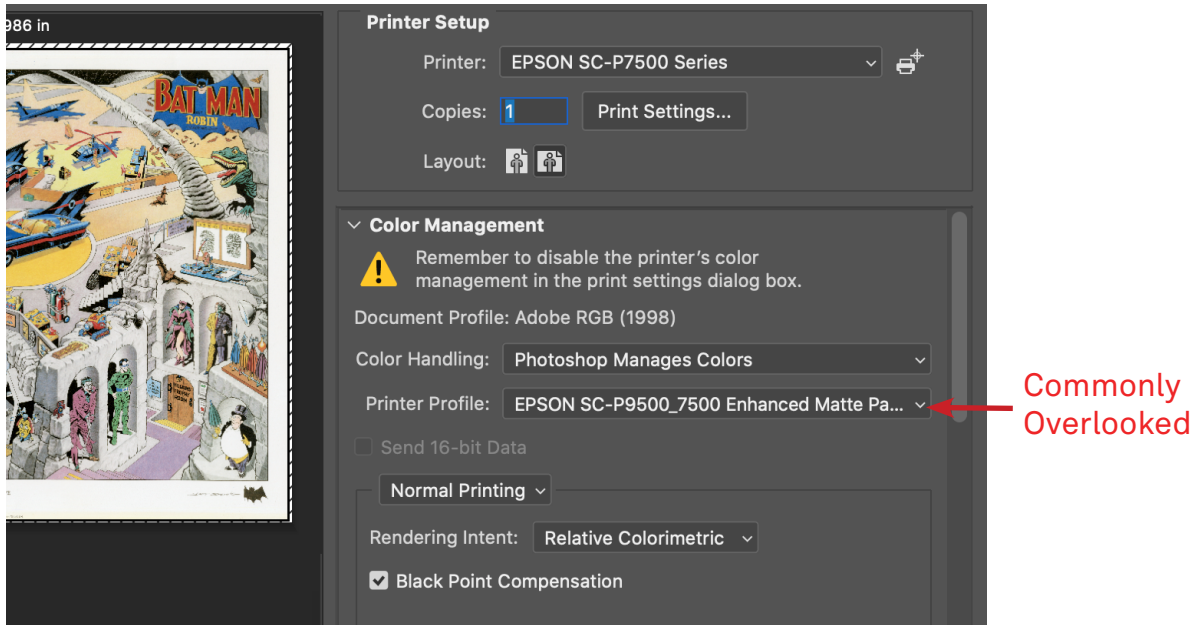 986 in
BATMAN
ROBIN
Printer Setup
Printer: EPSON SC-P7500 Series
Copies: 1 Print Settings...
Layout:
Color Management
Remember to disable the printer's color
management in the print settings dialog box.
Document Profile: Adobe RGB (1998)
Color Handling: Photoshop Manages Colors
Printer Profile: EPSON SC-P9500_7500 Enhanced Matte Pa...
Send 16-bit Data
Normal Printing
Rendering Intent: Relative Colorimetric
Black Point Compensation
Commonly
Overlooked